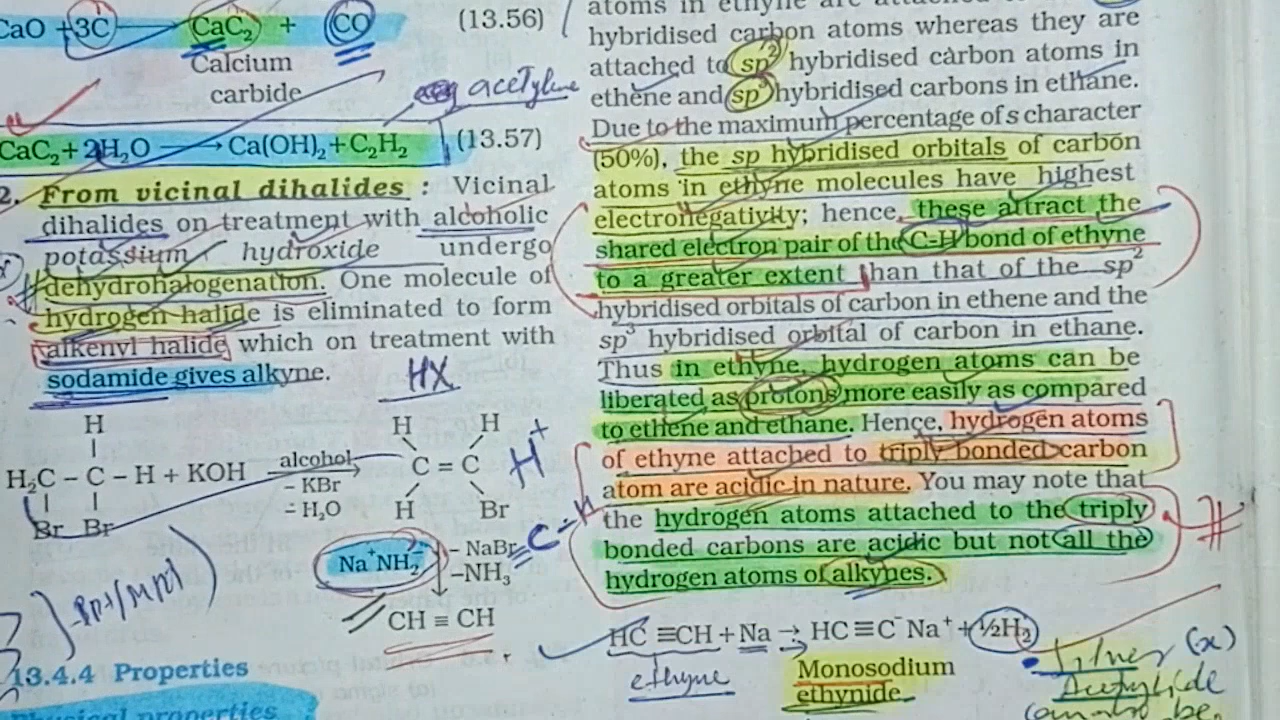 CaO + 3C ⟶ CaC₂ + CO (13.56)
Calcium
carbide
acetylene
CaC₂ + 2H₂O ⟶ Ca(OH)₂ + C₂H₂ (13.57)
2. From vicinal dihalides : Vicinal
dihalides on treatment with alcoholic
potassium hydroxide undergo
dehydrohalogenation. One molecule of
hydrogen halide is eliminated to form
alkenyl halide which on treatment with
sodamide gives alkyne.
HX
H
H₂C – C – H + KOH
Br Br
alcohol
– KBr
– H₂O
H H
C = C
H Br
H⁺
Na⁺NH₂⁻
– NaBr
–NH₃
CH ≡ CH
13.4.4 Properties
Physical properties
atoms in ethyne are attached
hybridised carbon atoms whereas they are
attached to sp² hybridised carbon atoms in
ethene and sp³ hybridised carbons in ethane.
Due to the maximum percentage of s character
(50%), the sp hybridised orbitals of carbon
atoms in ethyne molecules have highest
electronegativity; hence, these attract the
shared electron pair of the C-H bond of ethyne
to a greater extent than that of the sp²
hybridised orbitals of carbon in ethene and the
sp³ hybridised orbital of carbon in ethane.
Thus in ethyne, hydrogen atoms can be
liberated as protons more easily as compared
to ethene and ethane. Hence, hydrogen atoms
of ethyne attached to triply bonded carbon
atom are acidic in nature. You may note that
the hydrogen atoms attached to the triply
bonded carbons are acidic but not all the
hydrogen atoms of alkynes.
HC ≡CH + Na → HC ≡ C⁻ Na⁺ + ½H₂
ethyne
Monosodium
ethynide
(x)
Acetylide